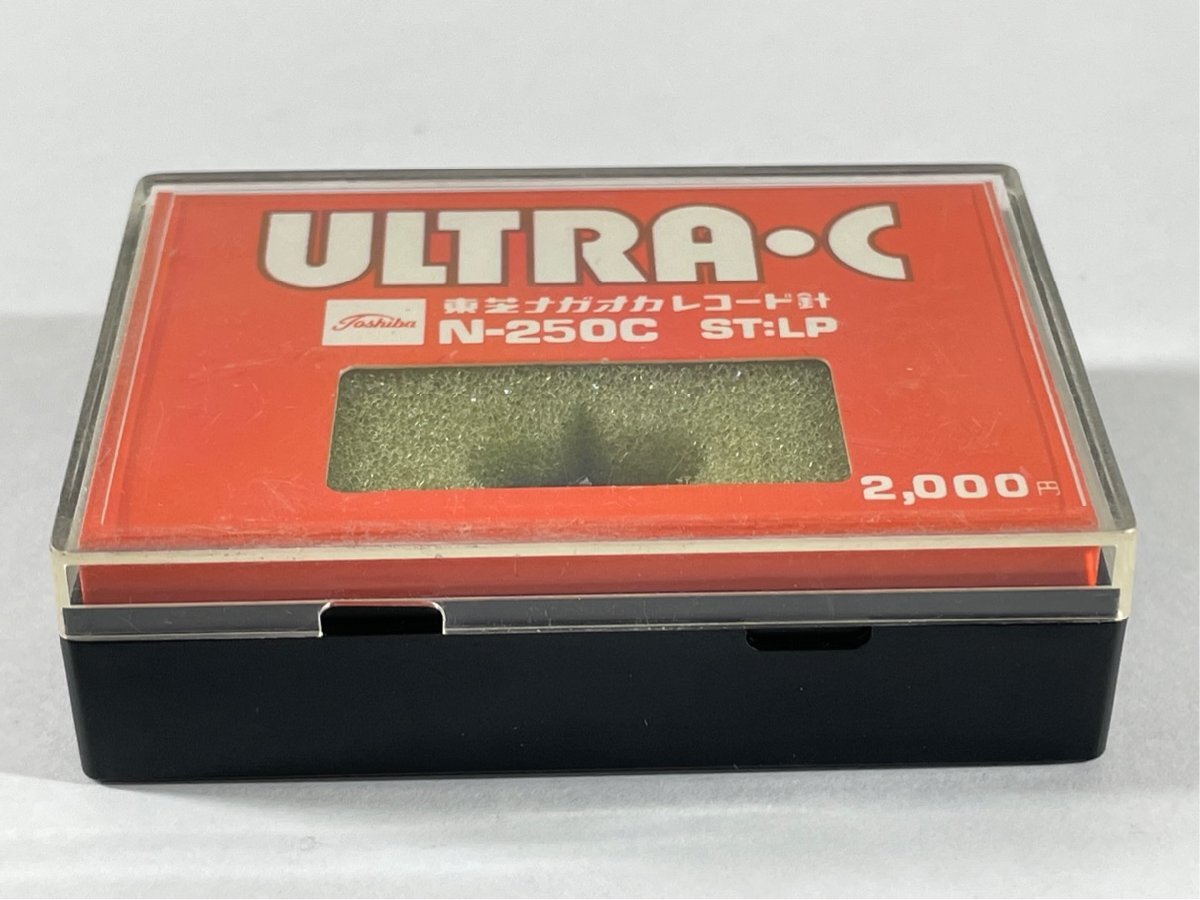 ULTRA•C
Toshiba
東芝ナガオカレコード針
N-250C ST:LP
2,000円